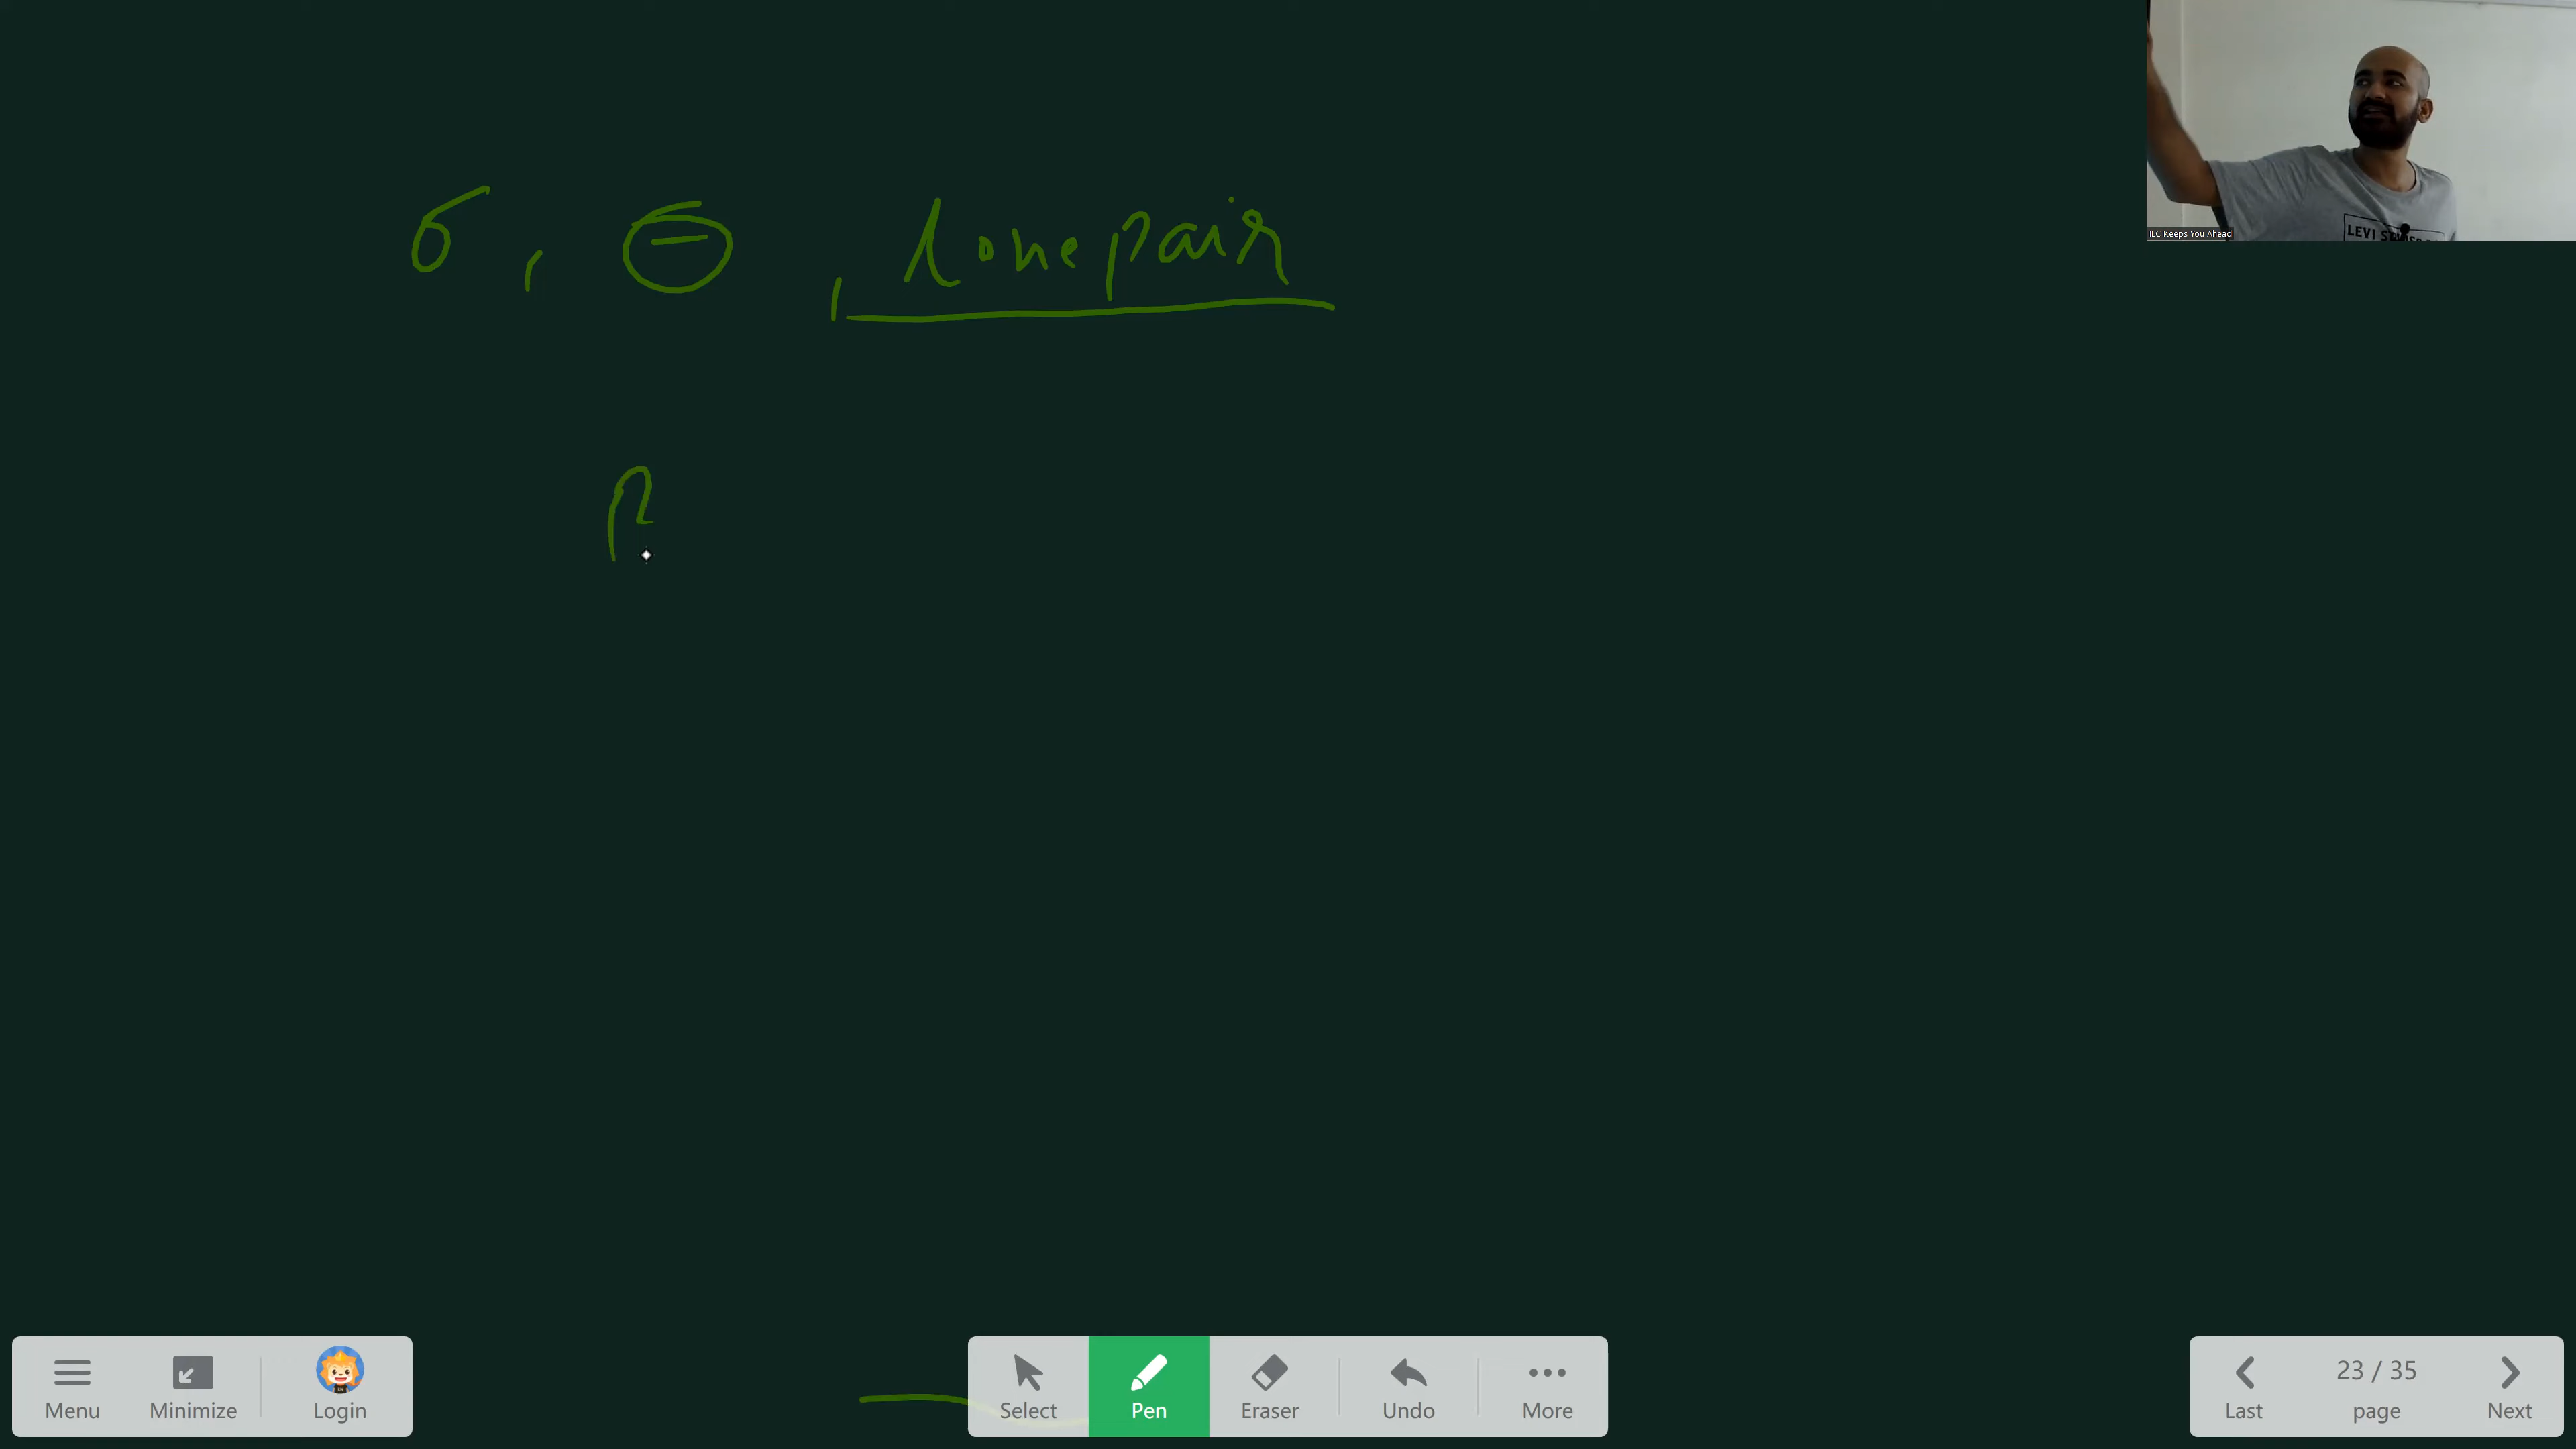 σ, ⊖, lone pair
ILC Keeps You Ahead
Menu Minimize Login
Select Pen Eraser Undo More
Last 23 / 35 page Next